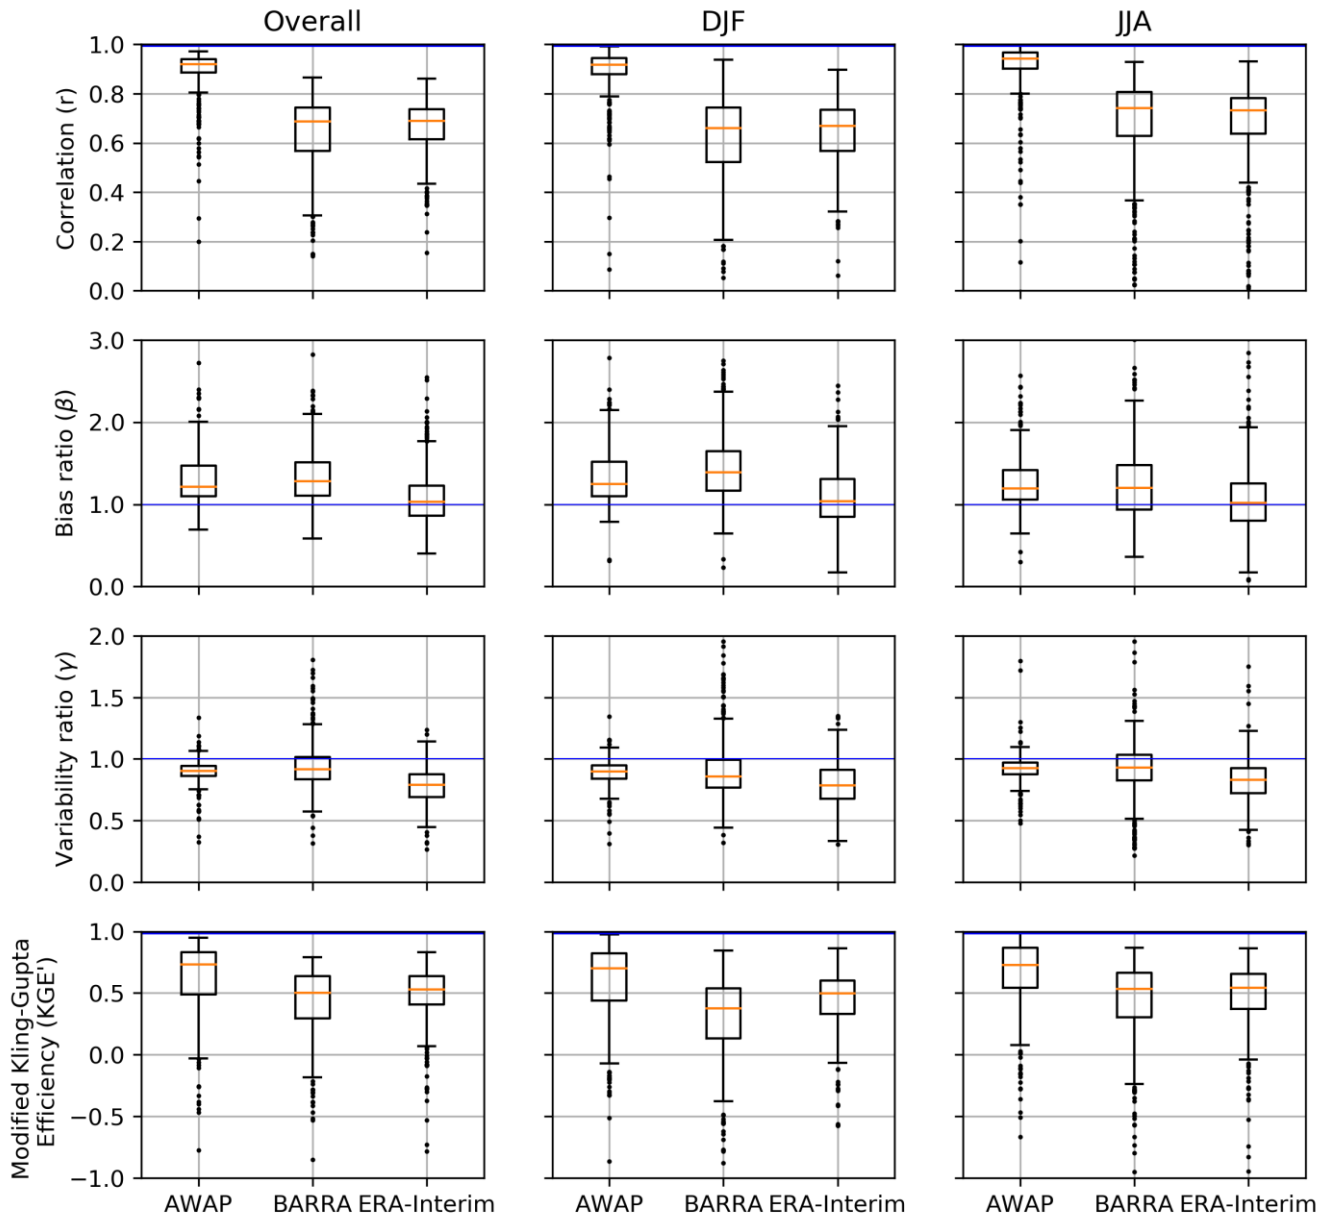 Overall
DJF
JJA
Correlation (r)
1.0
0.8
0.6
0.4
0.2
0.0
Bias ratio (β)
3.0
2.0
1.0
0.0
Variability ratio (γ)
2.0
1.5
1.0
0.5
0.0
Modified Kling-Gupta
Efficiency (KGE')
1.0
0.5
0.0
−0.5
−1.0
AWAP BARRA ERA-Interim
AWAP BARRA ERA-Interim
AWAP BARRA ERA-Interim